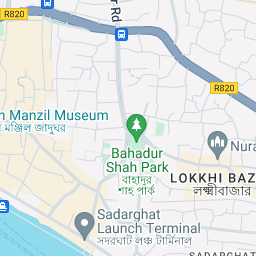 R820
r Rd
R820
n Manzil Museum
ন মঞ্জিল জাদুঘর
Bahadur
Shah Park
বাহাদুর
শাহ পার্ক
Nura
LOKKHI BAZ
লক্ষ্মীবাজার
Sadarghat
Launch Terminal
সদরঘাট লঞ্চ টার্মিনাল
SADARGHAT